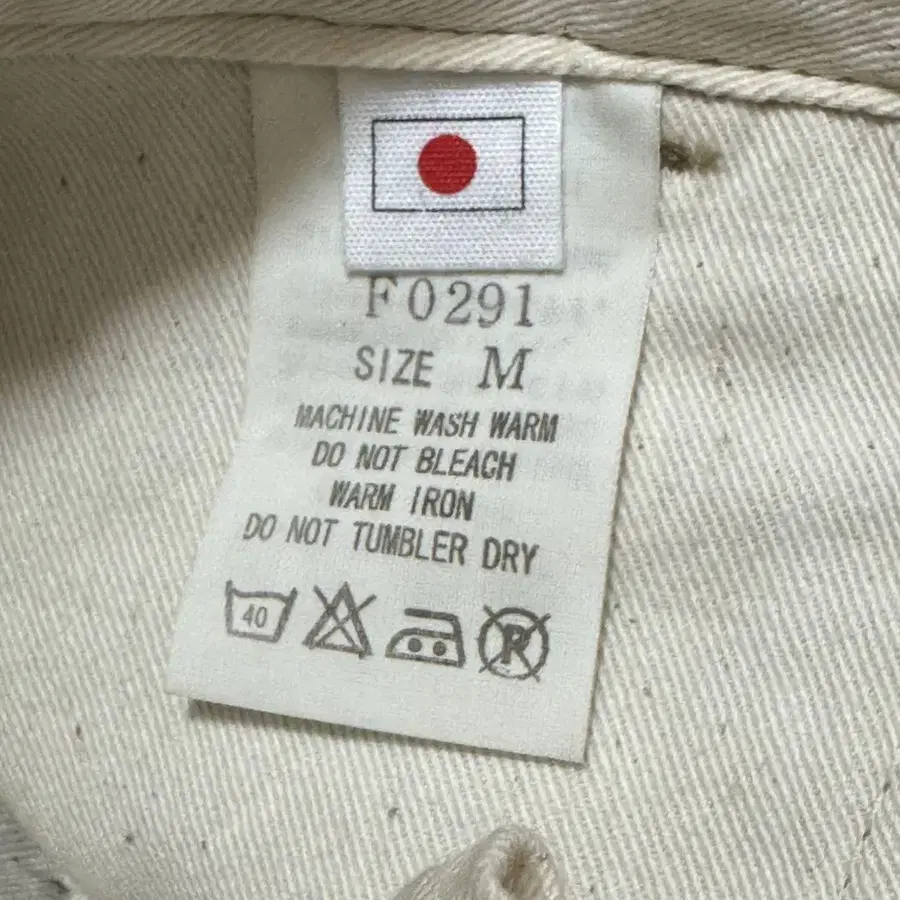 F0291
SIZE M
MACHINE WASH WARM
DO NOT BLEACH
WARM IRON
DO NOT TUMBLER DRY
40
R